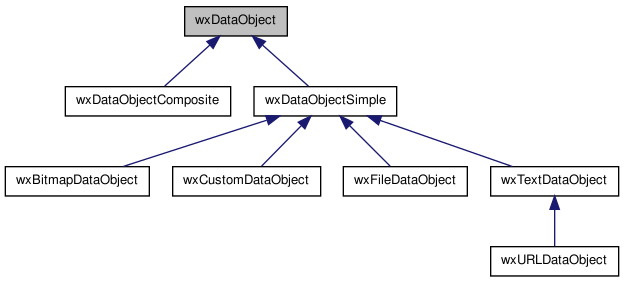 wxDataObject
wxDataObjectComposite
wxDataObjectSimple
wxBitmapDataObject
wxCustomDataObject
wxFileDataObject
wxTextDataObject
wxURLDataObject